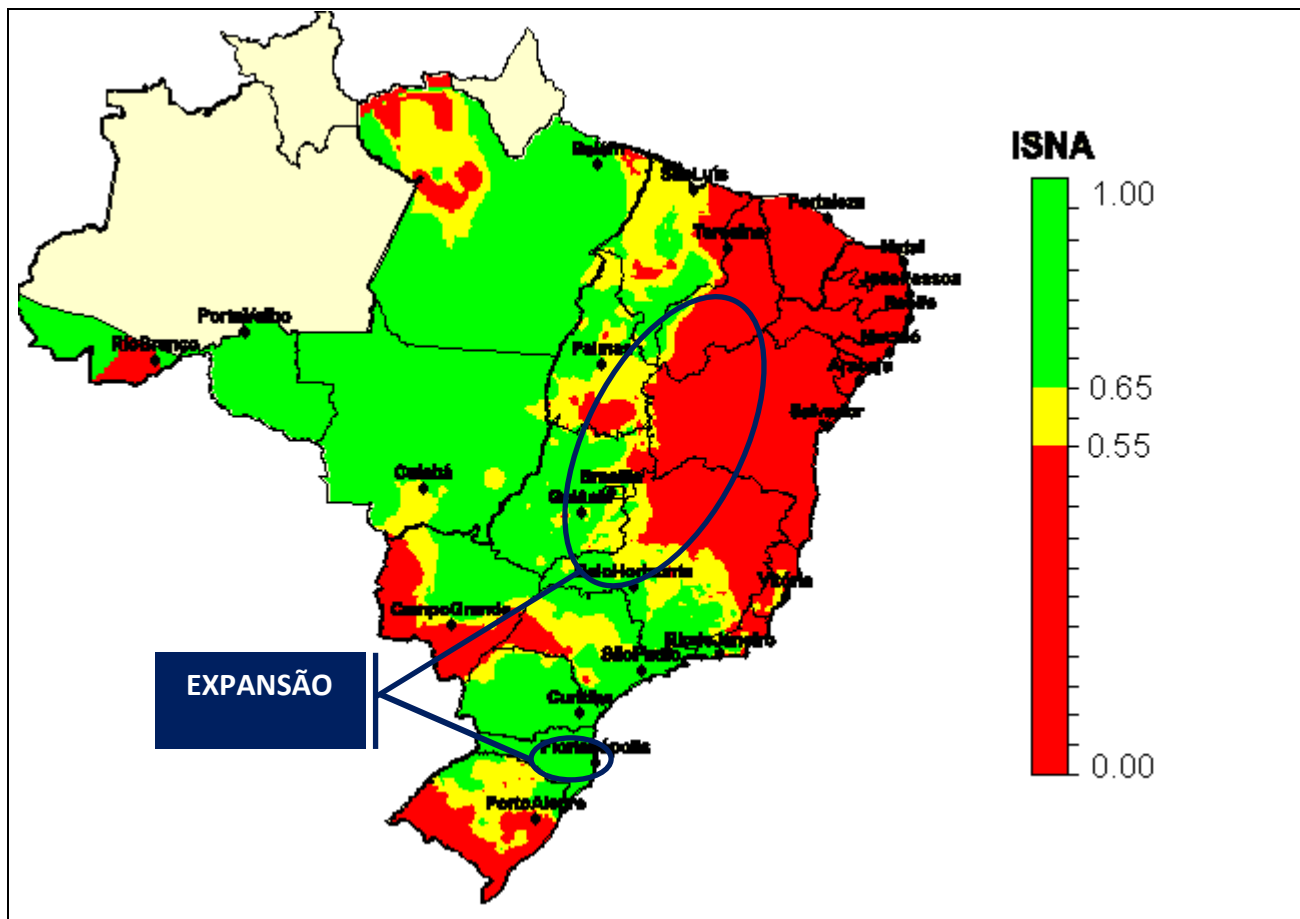 ISNA
1.00
0.65
0.55
0.00
Belém
São Luís
Fortaleza
Teresina
Natal
João Pessoa
Recife
Maceió
Aracaju
Salvador
Porto Velho
Rio Branco
Palmas
Cuiabá
Brasília
Goiânia
Belo Horizonte
Vitória
Campo Grande
Rio de Janeiro
São Paulo
EXPANSÃO
Curitiba
Florianópolis
Porto Alegre